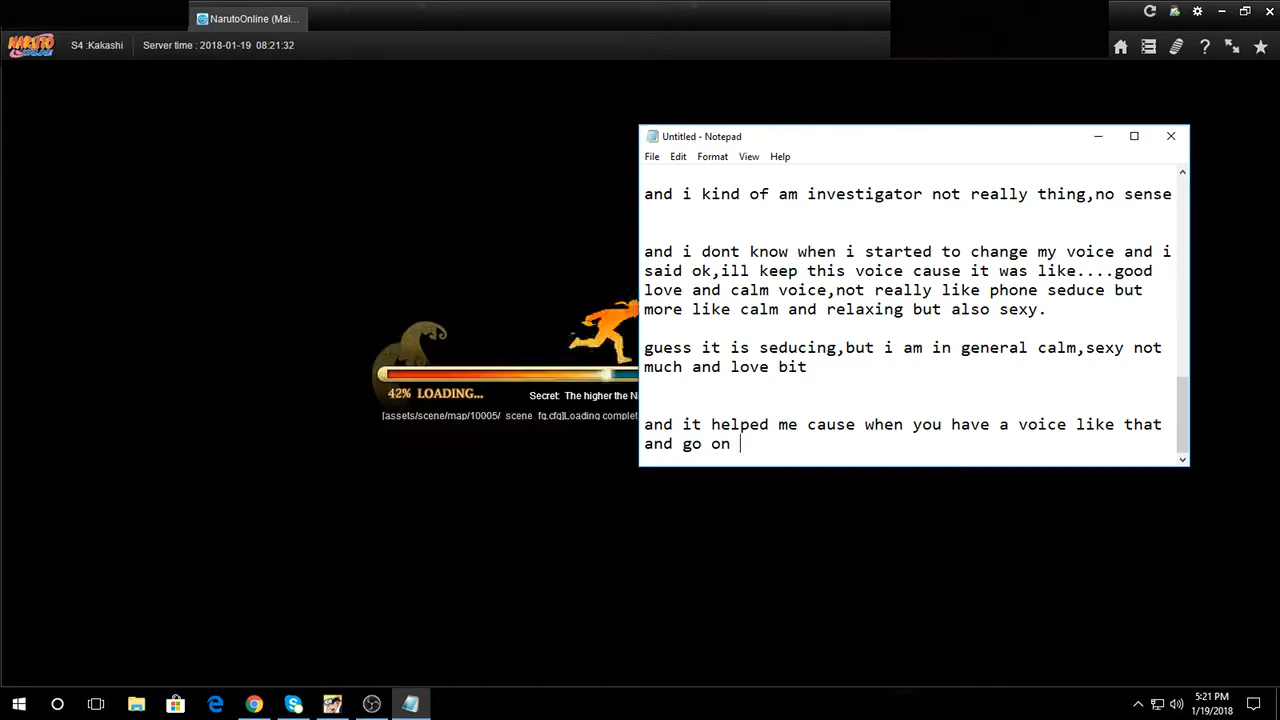 NarutoOnline (Mai...
NARUTO
ONLINE
S4 :Kakashi
Server time : 2018-01-19 08:21:32
Untitled - Notepad
File Edit Format View Help
and i kind of am investigator not really thing,no sense
and i dont know when i started to change my voice and i
said ok,ill keep this voice cause it was like....good
love and calm voice,not really like phone seduce but
more like calm and relaxing but also sexy.
guess it is seducing,but i am in general calm,sexy not
much and love bit
and it helped me cause when you have a voice like that
and go on
42% LOADING...
Secret: The higher the N
[assets/scene/map/10005/_scene_fg.cfg]Loading complet
5:21 PM
1/19/2018